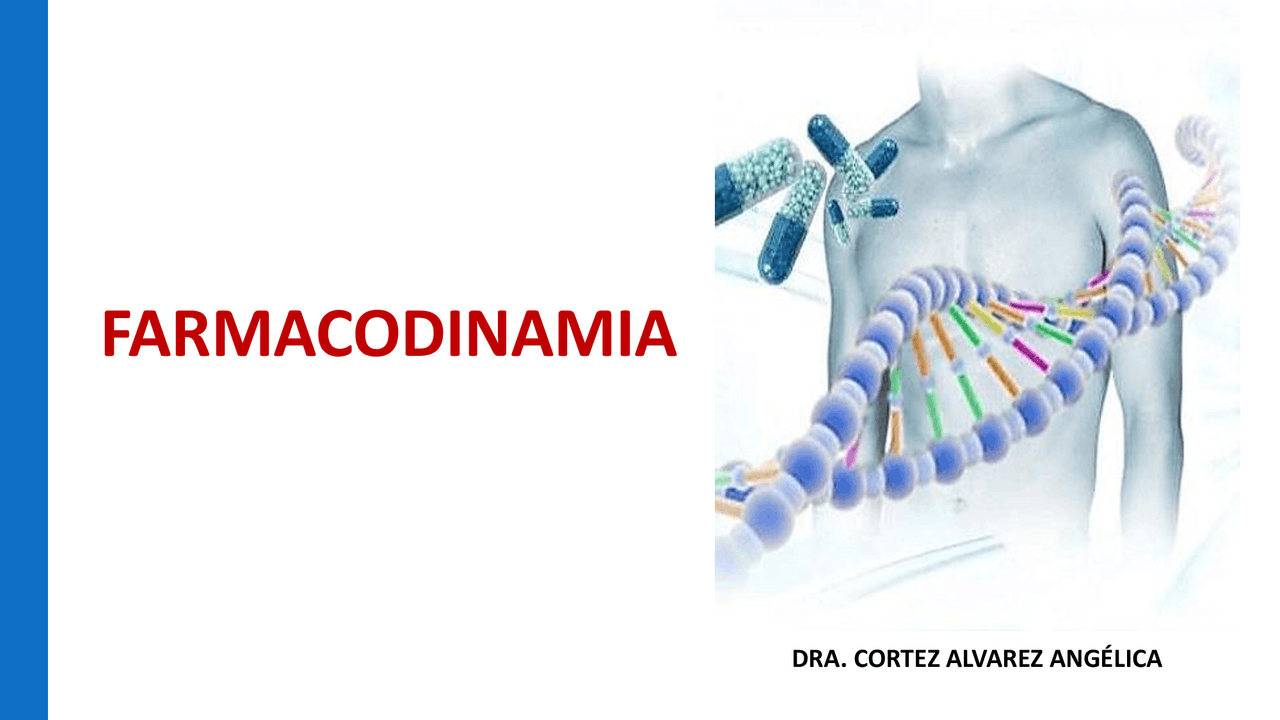 FARMACODINAMIA
DRA. CORTEZ ALVAREZ ANGÉLICA